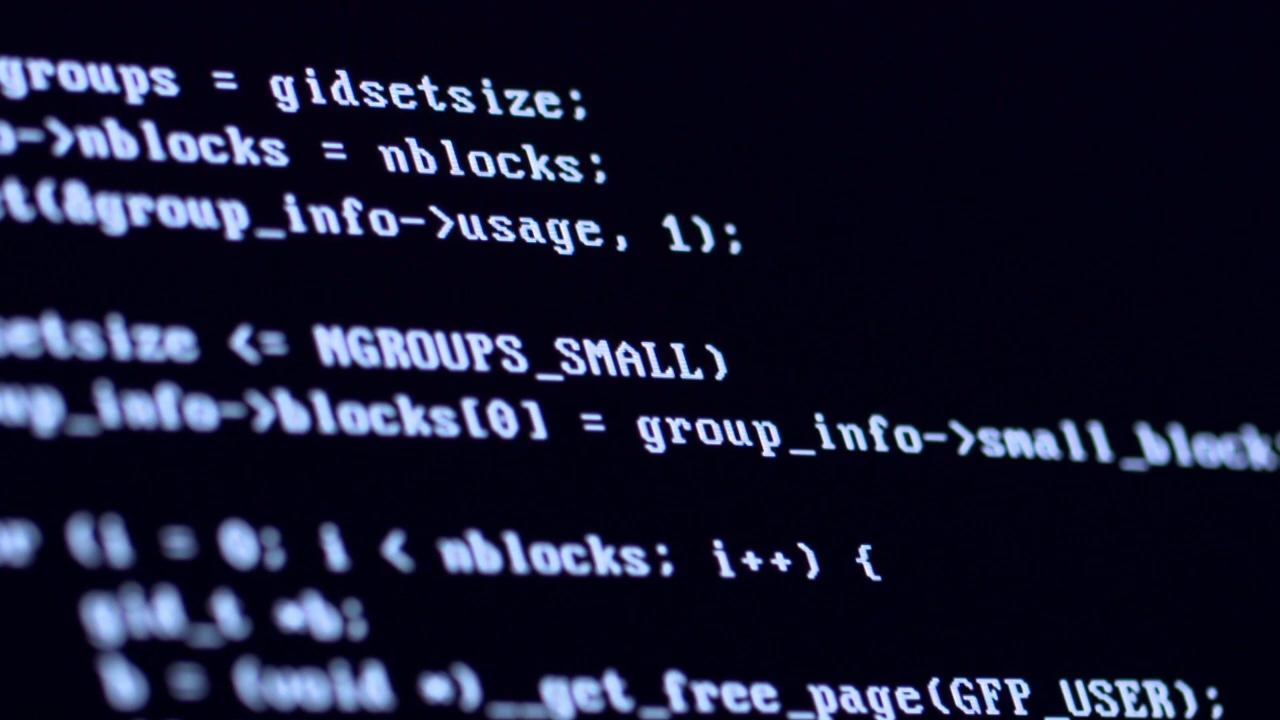 groups = gidsetsize;
->nblocks = nblocks;
t(&group_info->usage, 1);
etsize <= NGROUPS_SMALL)
up_info->blocks[0] = group_info->small_block
(i = 0; i < nblocks; i++) {
gid_t *b;
b = (void *)__get_free_page(GFP_USER);